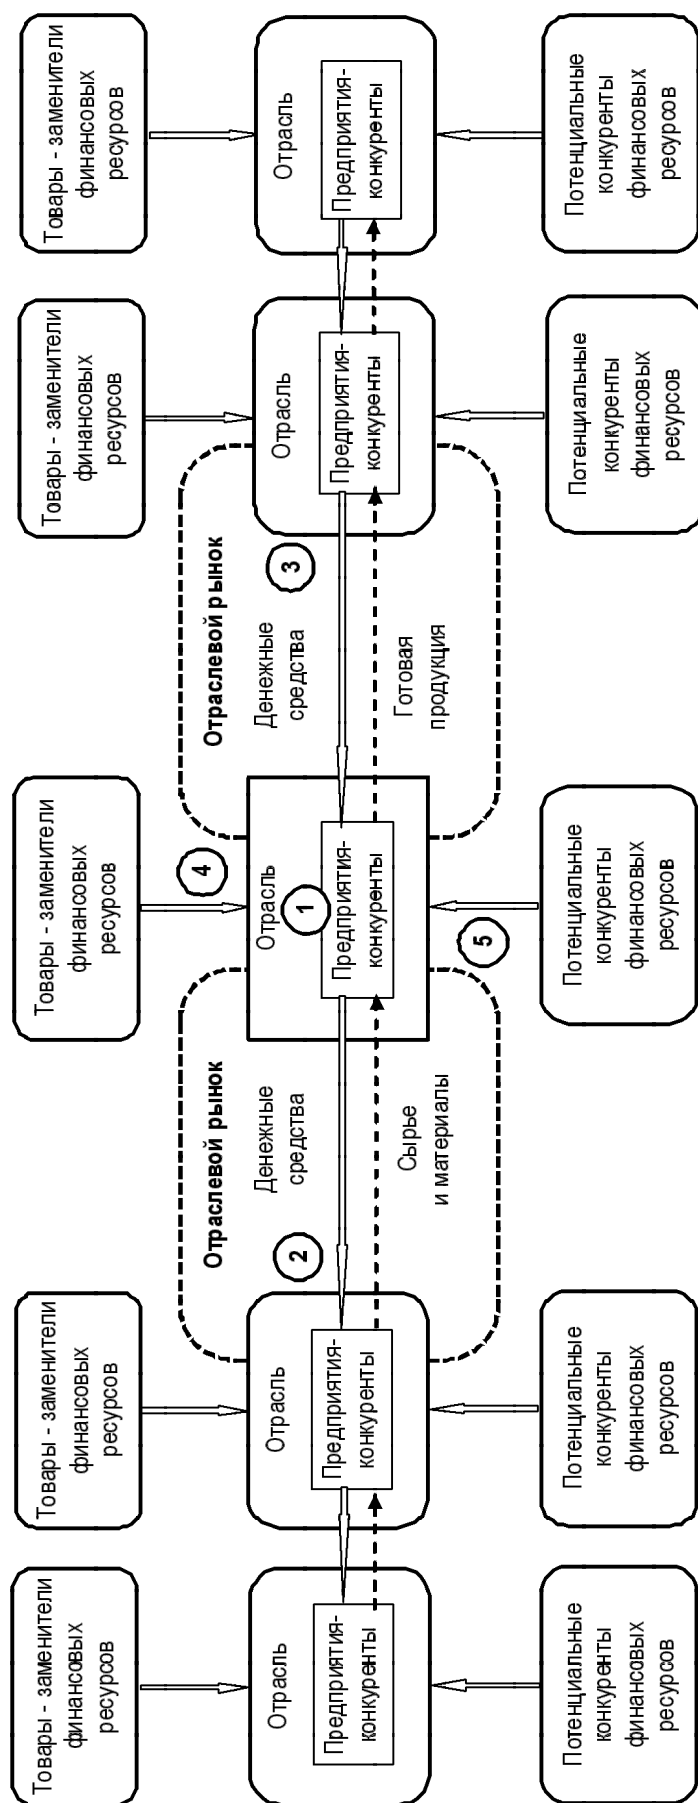 Товары - заменители
финансовых
ресурсов
Товары - заменители
финансовых
ресурсов
Товары - заменители
финансовых
ресурсов
Товары - заменители
финансовых
ресурсов
Товары - заменители
финансовых
ресурсов
Отрасль
Предприятия-
конкуренты
Отрасль
Предприятия-
конкуренты
Отраслевой рынок
Денежные
средства
2
Сырье
и материалы
4
Отрасль
1
Предприятия-
конкуренты
5
Отраслевой рынок
Денежные
средства
3
Готовая
продукция
Отрасль
Предприятия-
конкуренты
Отрасль
Предприятия-
конкуренты
Потенциальные
конкуренты
финансовых
ресурсов
Потенциальные
конкуренты
финансовых
ресурсов
Потенциальные
конкуренты
финансовых
ресурсов
Потенциальные
конкуренты
финансовых
ресурсов
Потенциальные
конкуренты
финансовых
ресурсов